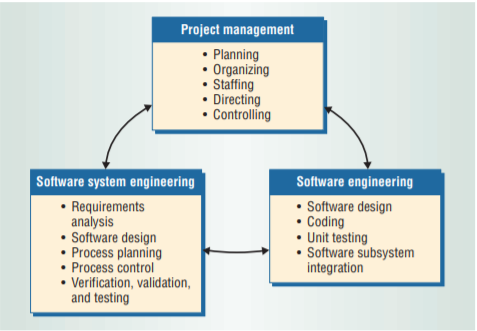 Project management
• Planning
• Organizing
• Staffing
• Directing
• Controlling
Software system engineering
• Requirements
analysis
• Software design
• Process planning
• Process control
• Verification, validation,
and testing
Software engineering
• Software design
• Coding
• Unit testing
• Software subsystem
integration